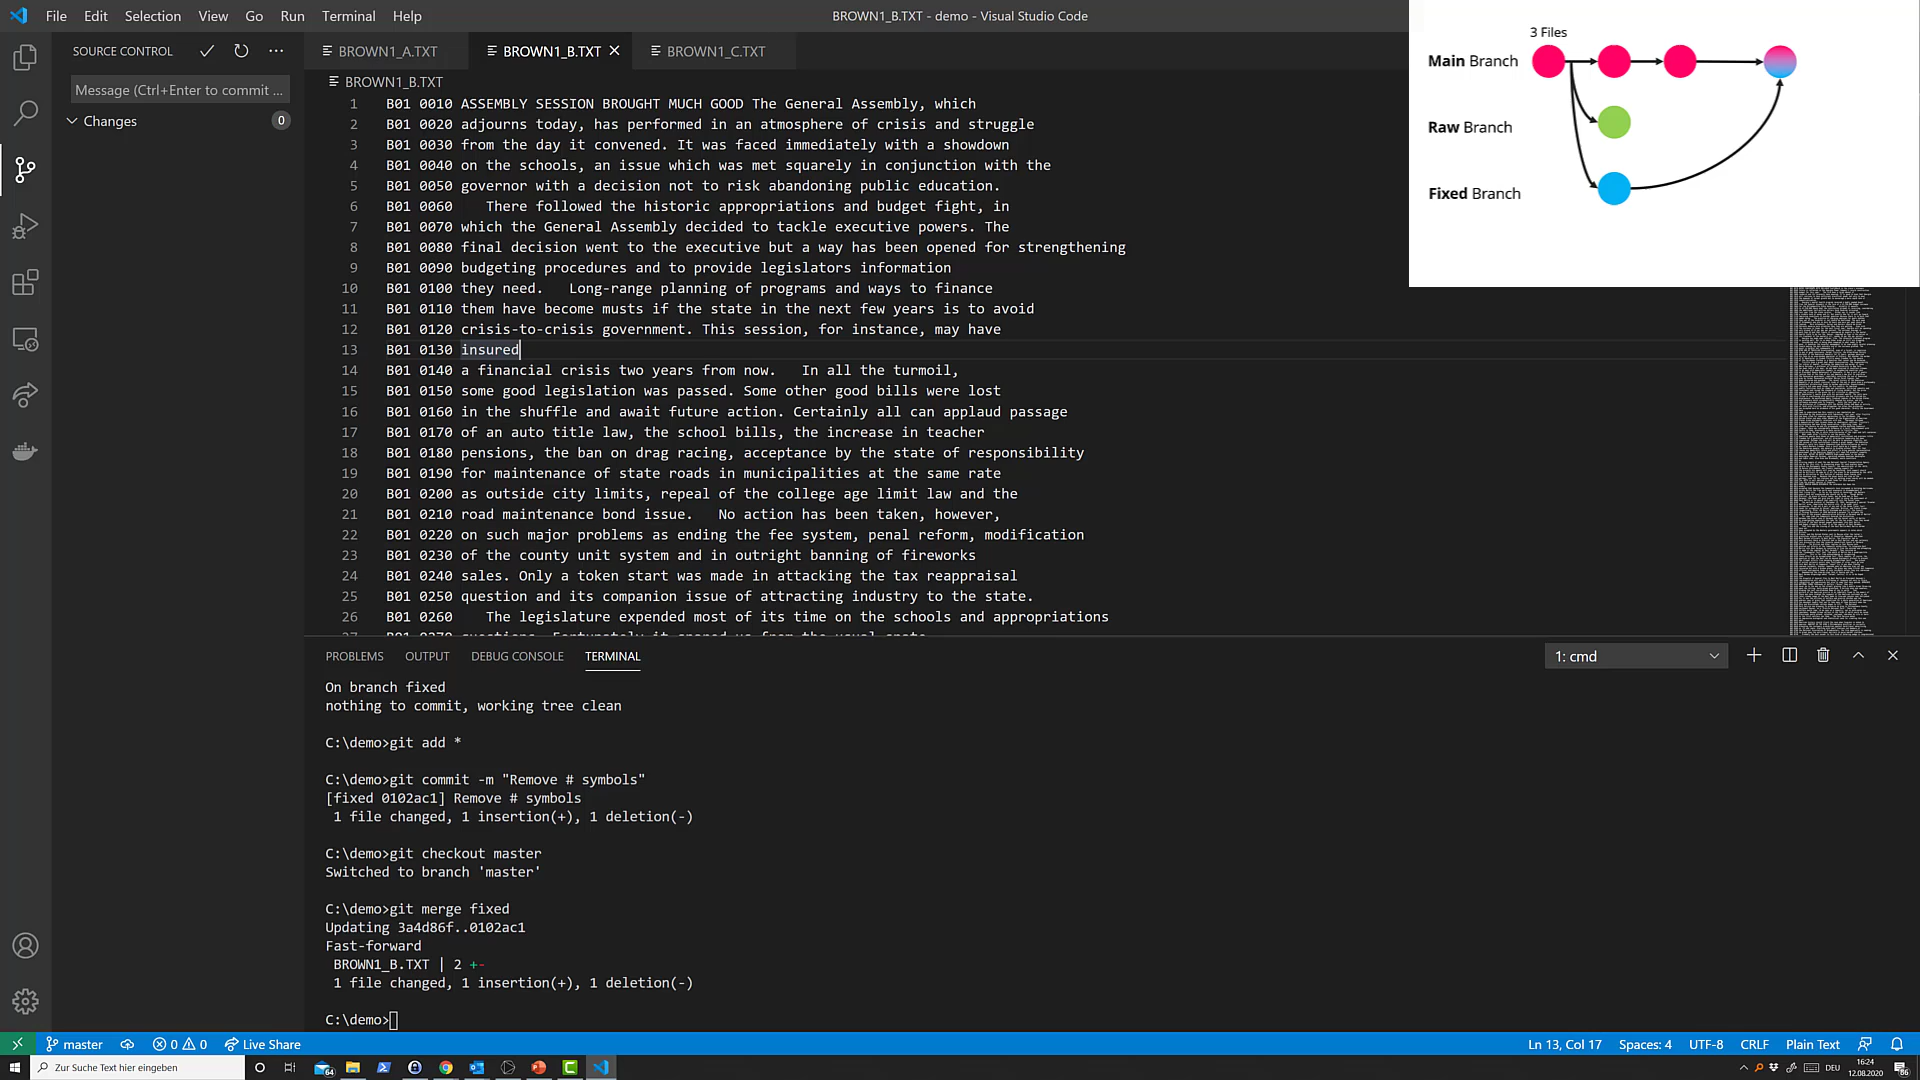 File Edit Selection View Go Run Terminal Help
BROWN1_B.TXT - demo - Visual Studio Code
SOURCE CONTROL
Message (Ctrl+Enter to commit ...
Changes
0
BROWN1_A.TXT
BROWN1_B.TXT
BROWN1_C.TXT
BROWN1_B.TXT
1 B01 0010 ASSEMBLY SESSION BROUGHT MUCH GOOD The General Assembly, which
2 B01 0020 adjourns today, has performed in an atmosphere of crisis and struggle
3 B01 0030 from the day it convened. It was faced immediately with a showdown
4 B01 0040 on the schools, an issue which was met squarely in conjunction with the
5 B01 0050 governor with a decision not to risk abandoning public education.
6 B01 0060    There followed the historic appropriations and budget fight, in
7 B01 0070 which the General Assembly decided to tackle executive powers. The
8 B01 0080 final decision went to the executive but a way has been opened for strengthening
9 B01 0090 budgeting procedures and to provide legislators information
10 B01 0100 they need.   Long-range planning of programs and ways to finance
11 B01 0110 them have become musts if the state in the next few years is to avoid
12 B01 0120 crisis-to-crisis government. This session, for instance, may have
13 B01 0130 insured
14 B01 0140 a financial crisis two years from now.   In all the turmoil,
15 B01 0150 some good legislation was passed. Some other good bills were lost
16 B01 0160 in the shuffle and await future action. Certainly all can applaud passage
17 B01 0170 of an auto title law, the school bills, the increase in teacher
18 B01 0180 pensions, the ban on drag racing, acceptance by the state of responsibility
19 B01 0190 for maintenance of state roads in municipalities at the same rate
20 B01 0200 as outside city limits, repeal of the college age limit law and the
21 B01 0210 road maintenance bond issue.   No action has been taken, however,
22 B01 0220 on such major problems as ending the fee system, penal reform, modification
23 B01 0230 of the county unit system and in outright banning of fireworks
24 B01 0240 sales. Only a token start was made in attacking the tax reappraisal
25 B01 0250 question and its companion issue of attracting industry to the state.
26 B01 0260    The legislature expended most of its time on the schools and appropriations
3 Files
Main Branch
Raw Branch
Fixed Branch
PROBLEMS OUTPUT DEBUG CONSOLE TERMINAL
1: cmd
On branch fixed
nothing to commit, working tree clean
C:\demo>git add *
C:\demo>git commit -m "Remove # symbols"
[fixed 0102ac1] Remove # symbols
1 file changed, 1 insertion(+), 1 deletion(-)
C:\demo>git checkout master
Switched to branch 'master'
C:\demo>git merge fixed
Updating 3a4d86f..0102ac1
Fast-forward
BROWN1_B.TXT | 2 +-
1 file changed, 1 insertion(+), 1 deletion(-)
C:\demo>
master 0 0 Live Share
Ln 13, Col 17 Spaces: 4 UTF-8 CRLF Plain Text
Zur Suche Text hier eingeben
64
DEU
16:24
12.08.2020